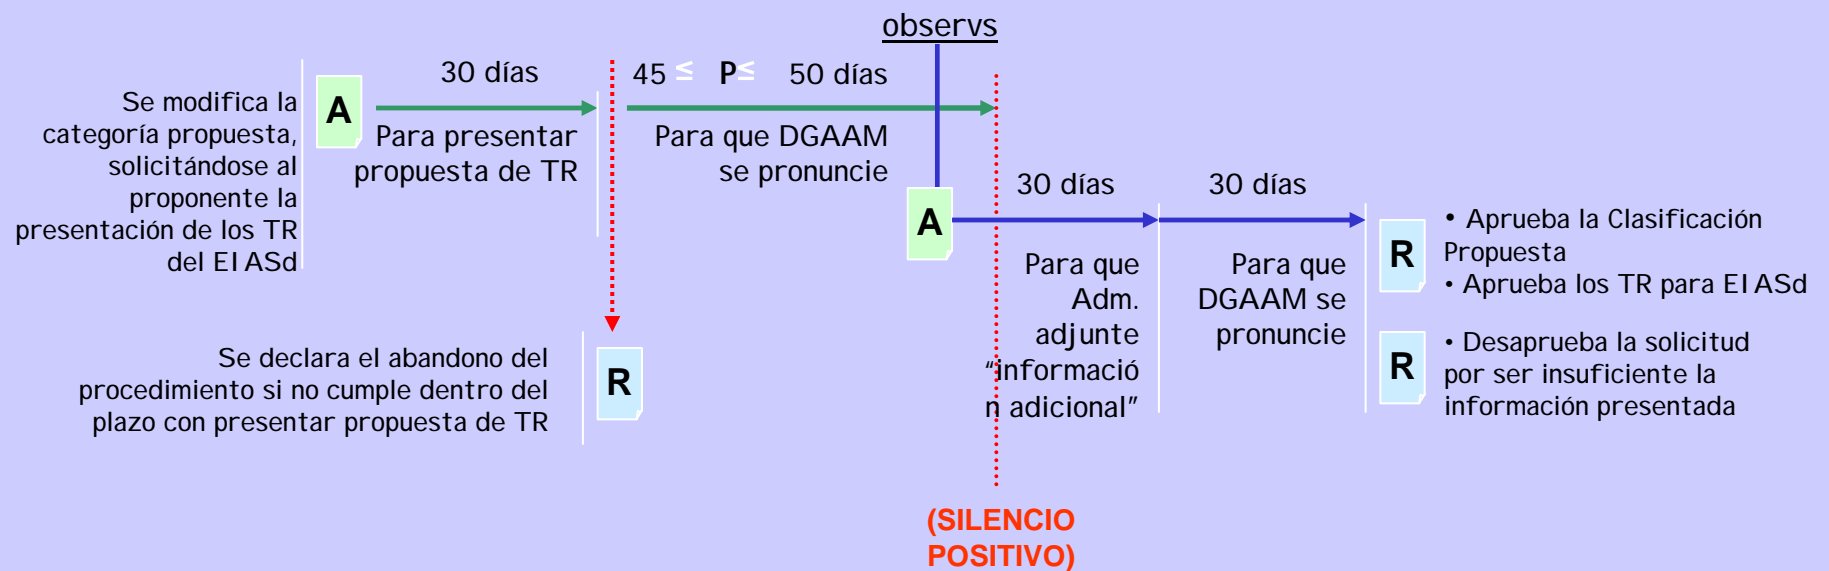 observs
30 días
45 ≤ P ≤ 50 días
Se modifica la
categoría propuesta,
solicitándose al
proponente la
presentación de los TR
del EIASd
A
Para presentar
propuesta de TR
Para que DGAAM
se pronuncie
A
30 días
30 días
Para que
Adm.
adjunte
“informació
n adicional”
Para que
DGAAM se
pronuncie
R
• Aprueba la Clasificación
Propuesta
• Aprueba los TR para EIASd
R
• Desaprueba la solicitud
por ser insuficiente la
información presentada
Se declara el abandono del
procedimiento si no cumple dentro del
plazo con presentar propuesta de TR
R
(SILENCIO
POSITIVO)